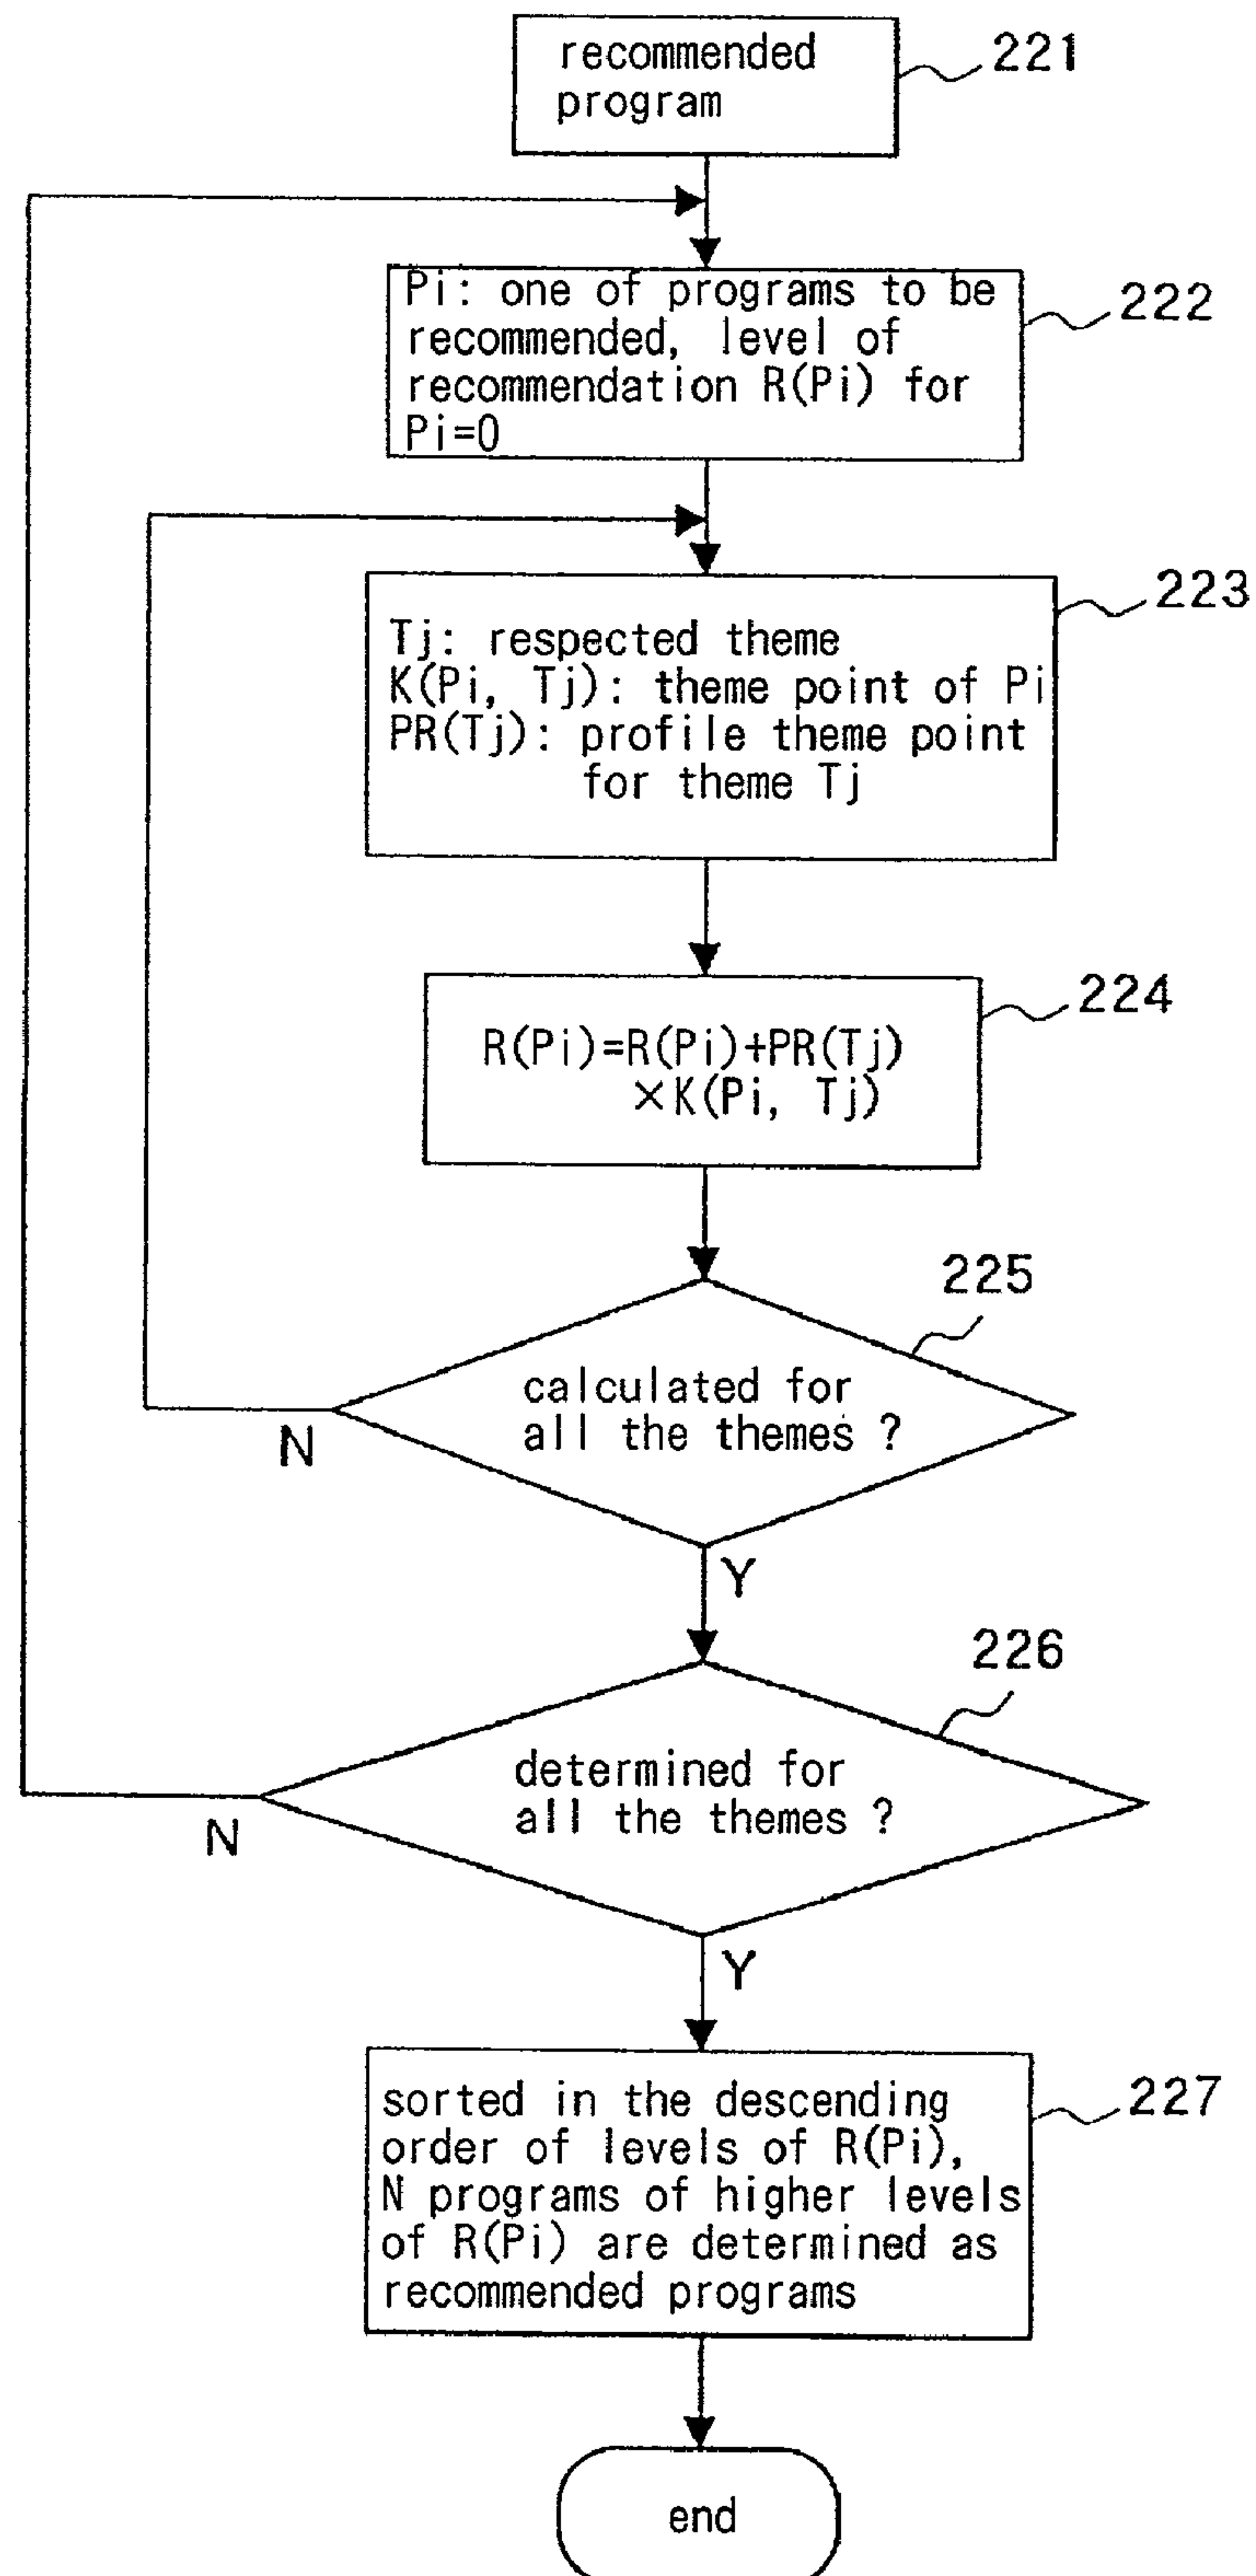 recommended
program
221
Pi: one of programs to be
recommended, level of
recommendation R(Pi) for
Pi=0
222
Tj: respected theme
K(Pi, Tj): theme point of Pi
PR(Tj): profile theme point
for theme Tj
223
R(Pi)=R(Pi)+PR(Tj)
×K(Pi, Tj)
224
225
calculated for
all the themes ?
N
Y
226
determined for
all the themes ?
N
Y
sorted in the descending
order of levels of R(Pi),
N programs of higher levels
of R(Pi) are determined as
recommended programs
227
end